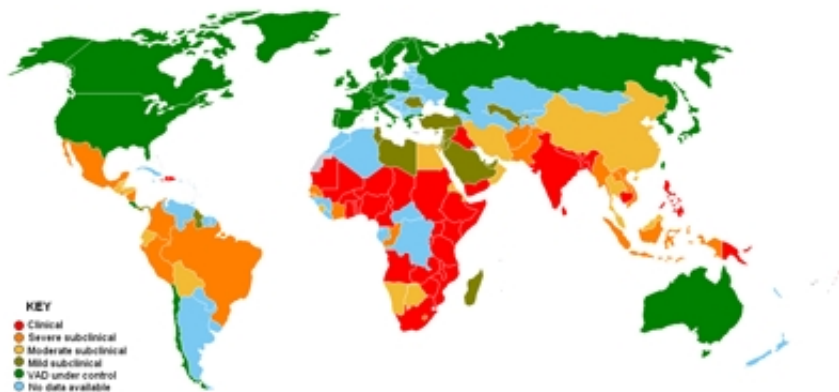 KEY
Clinical
Severe subclinical
Moderate subclinical
Mild subclinical
VAD under control
No data available